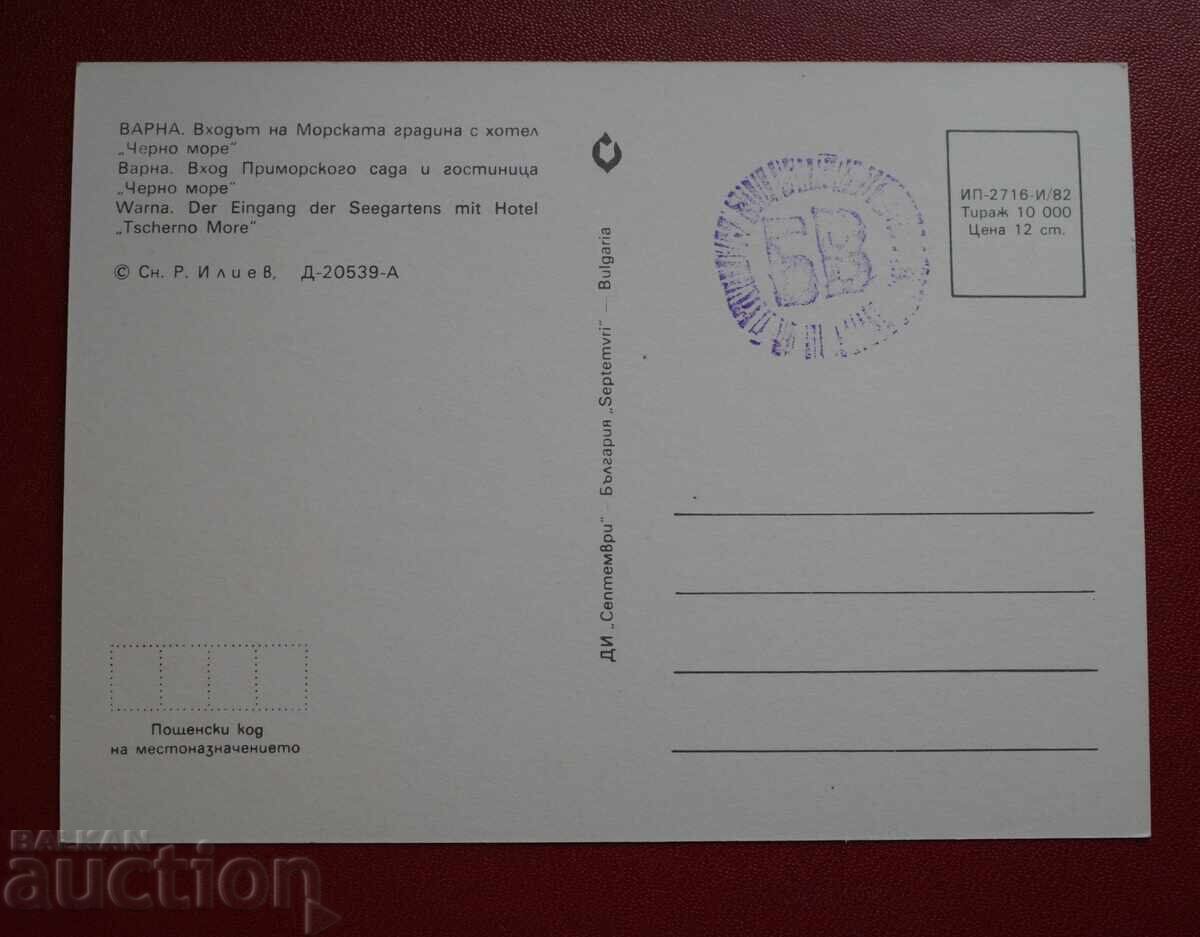 ВАРНА. Входът на Морската градина с хотел
„Черно море"
Варна. Вход Приморского сада и гостиница
„Черно море"
Warna. Der Eingang der Seegartens mit Hotel
„Tscherno More"
© Сн. Р. Илиев, Д-20539-А
Пощенски код
на местоназначението
ДИ „Септември" — България „Septemvri" — Bulgaria
БВ
ИП-2716-И/82
Тираж 10 000
Цена 12 ст.
BALKAN
auction